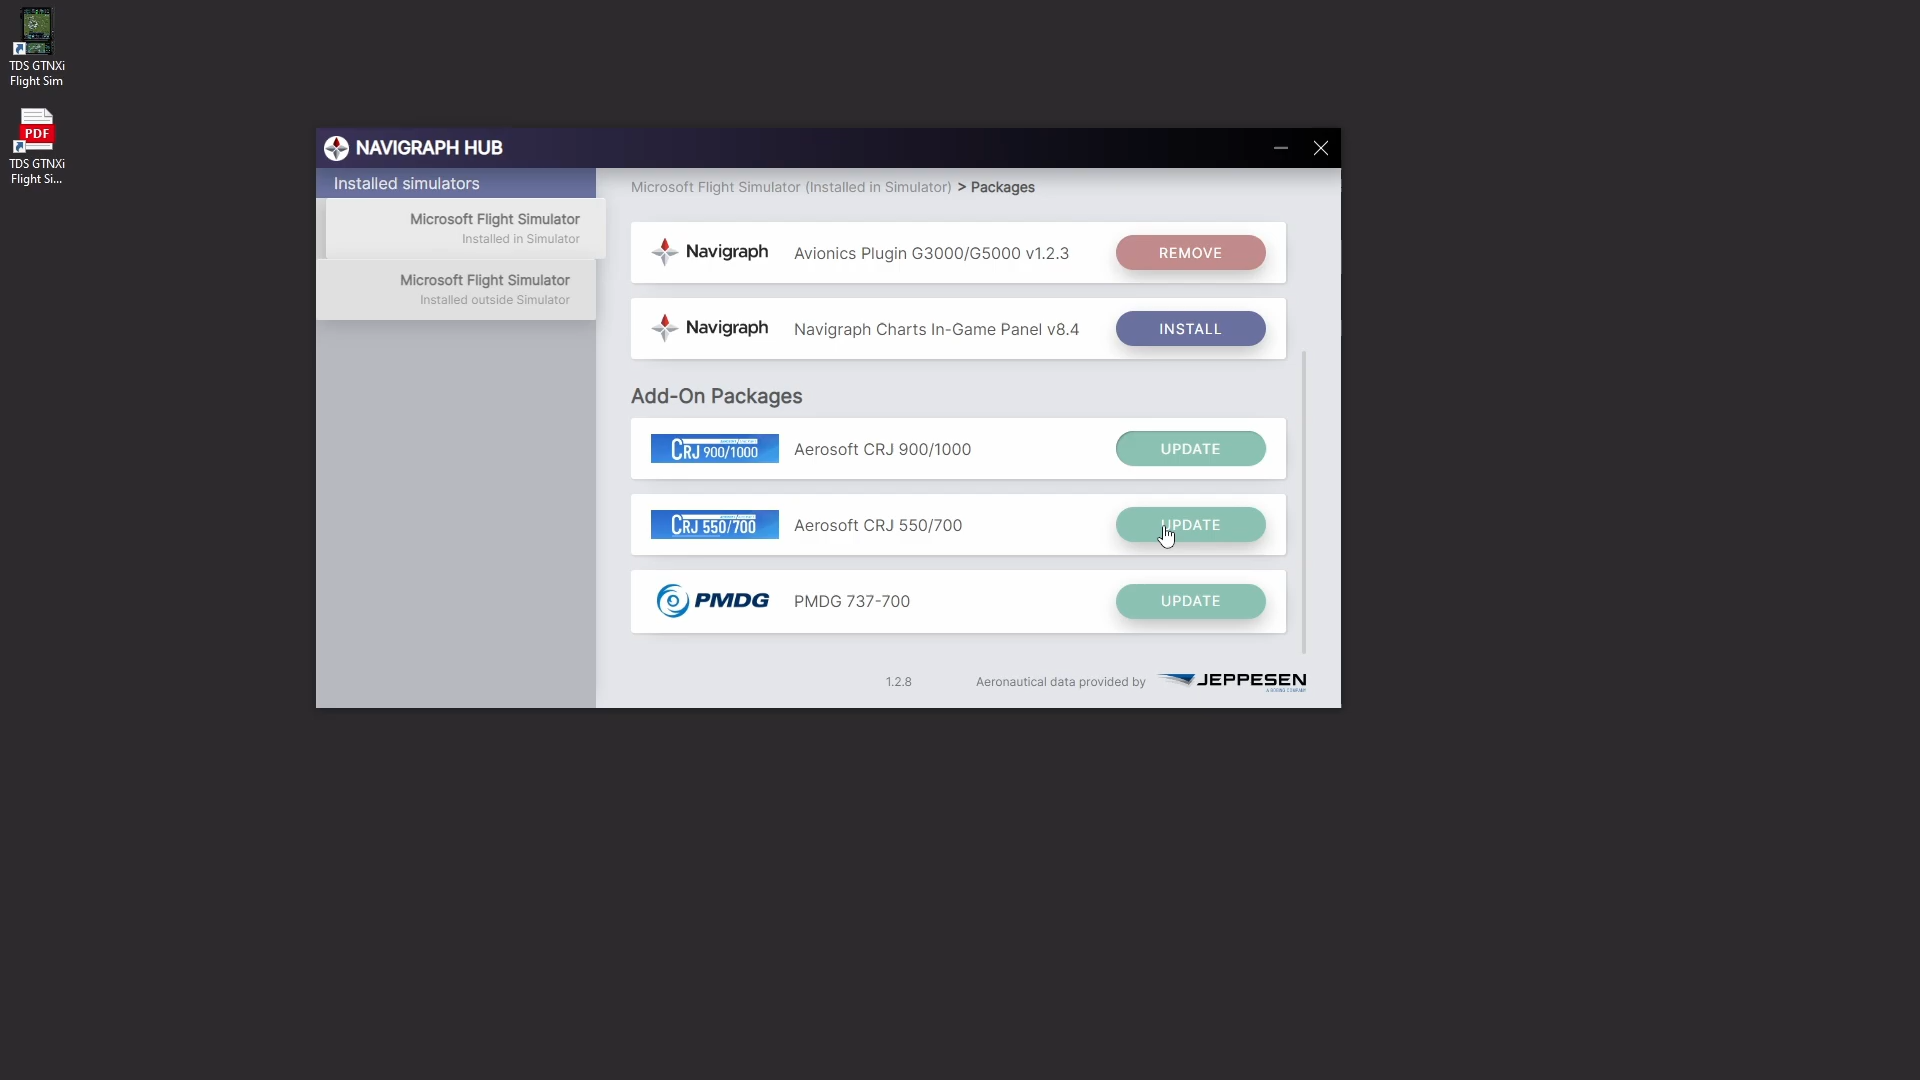 TDS GTNXi
Flight Sim
PDF
TDS GTNXi
Flight Si...
NAVIGRAPH HUB
Installed simulators
Microsoft Flight Simulator
Installed in Simulator
Microsoft Flight Simulator
Installed outside Simulator
Microsoft Flight Simulator (Installed in Simulator) > Packages
Navigraph Avionics Plugin G3000/G5000 v1.2.3 REMOVE
Navigraph Navigraph Charts In-Game Panel v8.4 INSTALL
Add-On Packages
CRJ 900/1000 Aerosoft CRJ 900/1000 UPDATE
CRJ 550/700 Aerosoft CRJ 550/700 UPDATE
PMDG PMDG 737-700 UPDATE
1.2.8 Aeronautical data provided by JEPPESEN
A BOEING COMPANY